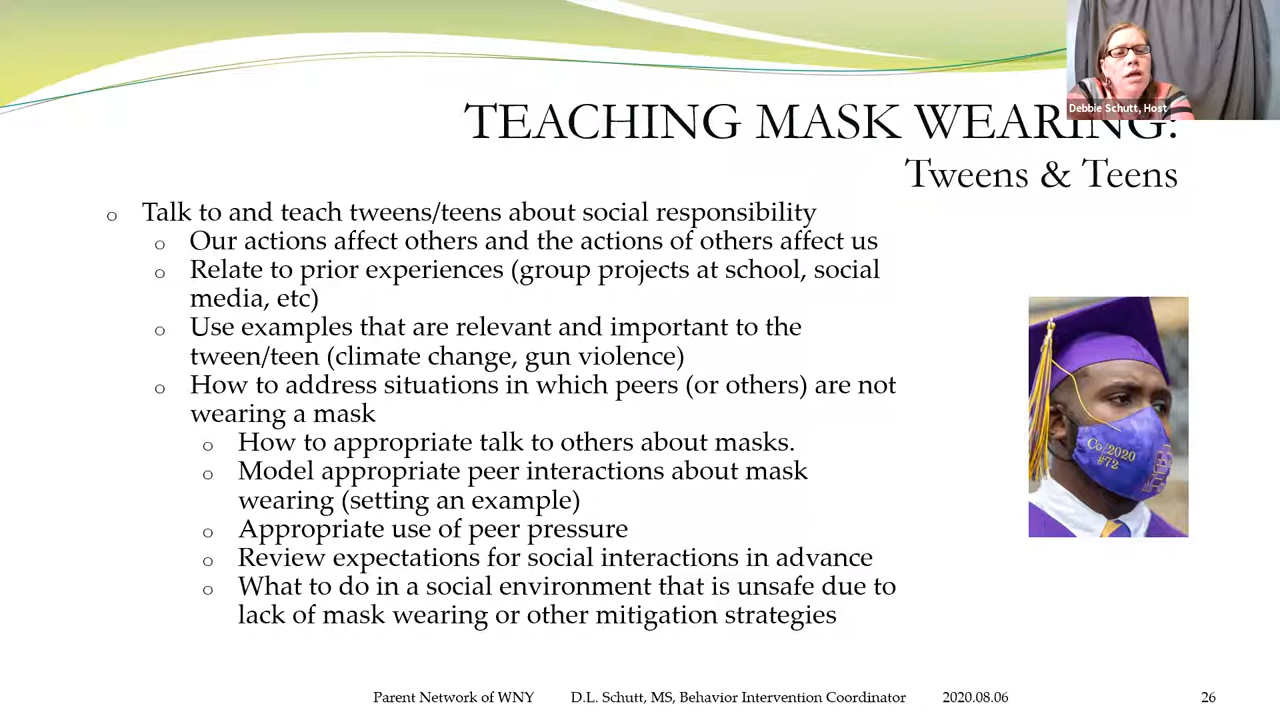 Debbie Schutt, Host
TEACHING MASK WEARING:
Tweens & Teens
o Talk to and teach tweens/teens about social responsibility
o Our actions affect others and the actions of others affect us
o Relate to prior experiences (group projects at school, social
media, etc)
o Use examples that are relevant and important to the
tween/teen (climate change, gun violence)
o How to address situations in which peers (or others) are not
wearing a mask
o How to appropriate talk to others about masks.
o Model appropriate peer interactions about mask
wearing (setting an example)
o Appropriate use of peer pressure
o Review expectations for social interactions in advance
o What to do in a social environment that is unsafe due to
lack of mask wearing or other mitigation strategies
Co/2020
#72
Parent Network of WNY D.L. Schutt, MS, Behavior Intervention Coordinator 2020.08.06 26